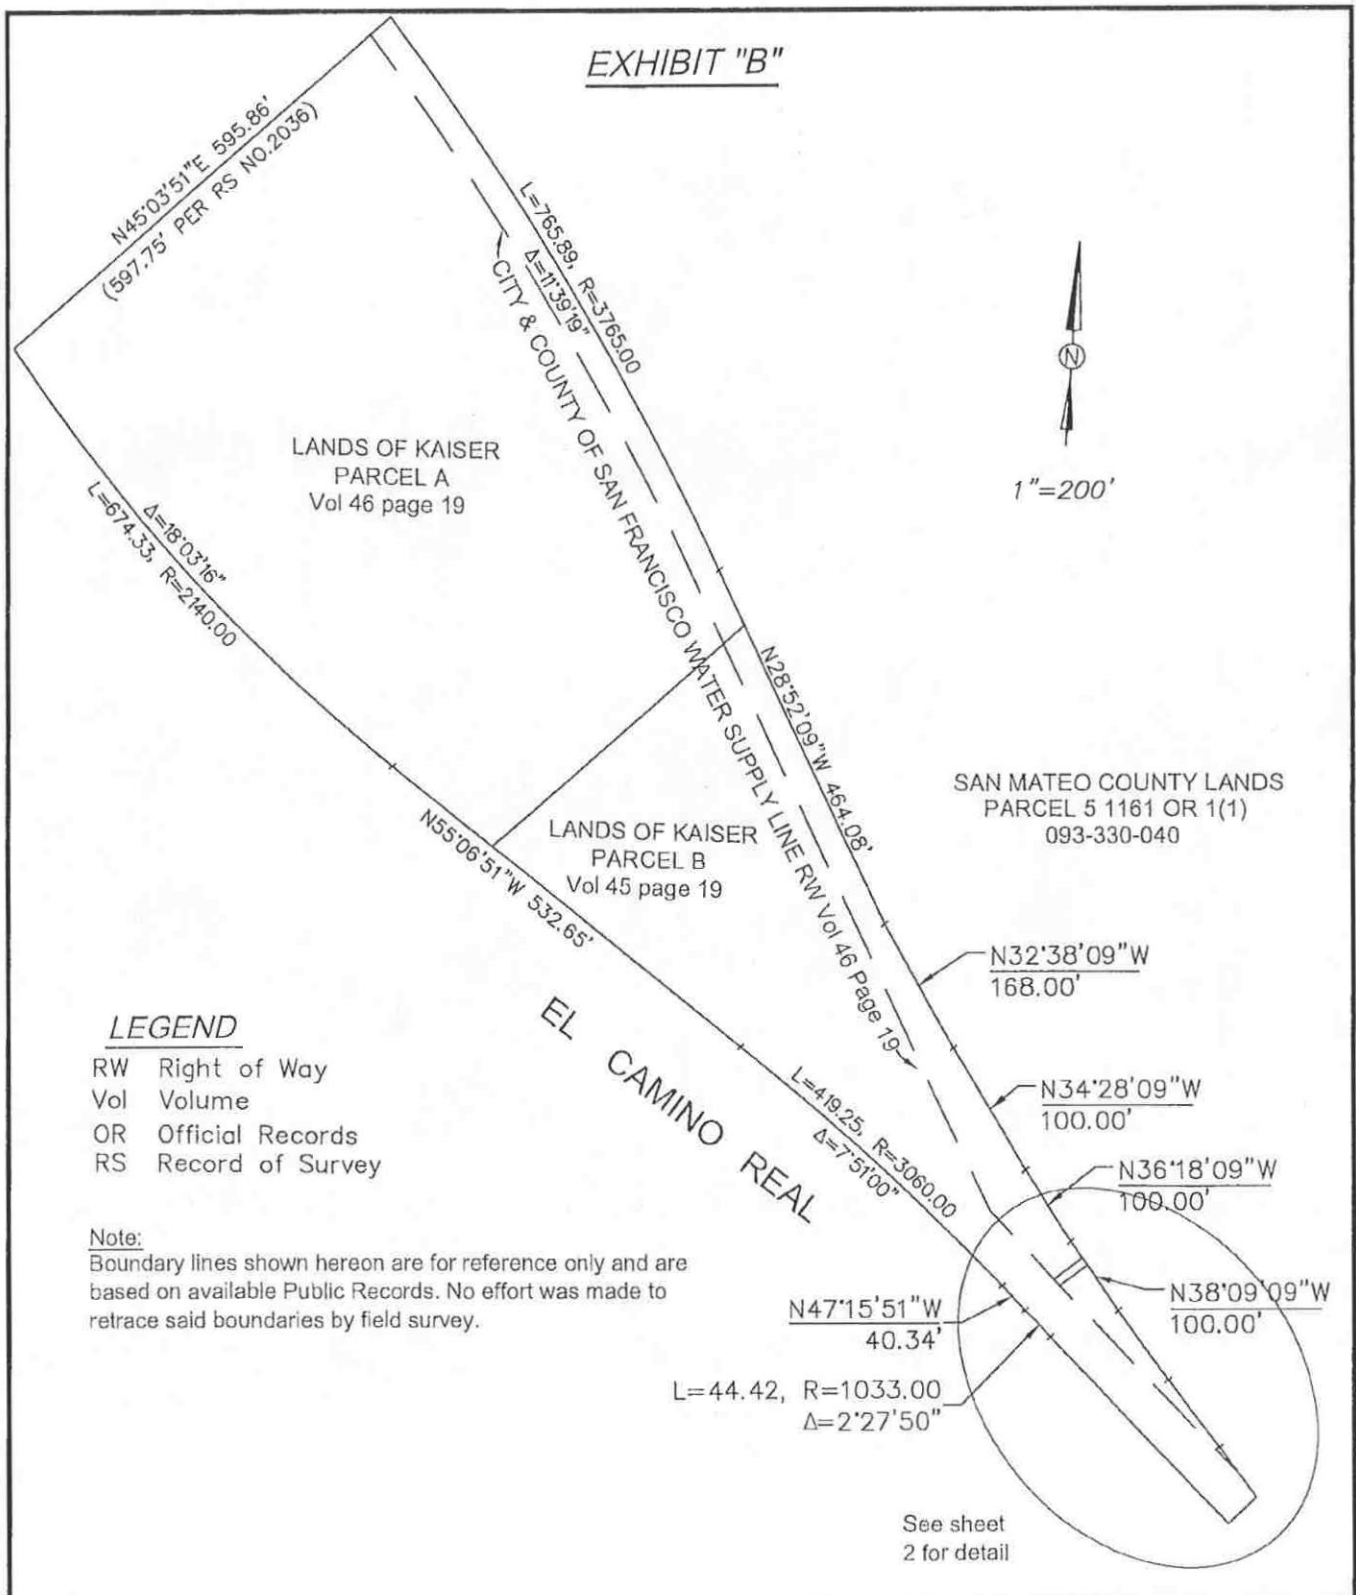 EXHIBIT "B"
N45°03'51"E 595.86'
(597.75' PER RS NO.2036)
L=765.89, R=3765.00
Δ=11°39'19"
CITY & COUNTY OF SAN FRANCISCO WATER SUPPLY LINE RW Vol 46 Page 19
N
1"=200'
LANDS OF KAISER
PARCEL A
Vol 46 page 19
Δ=18°03'16"
L=674.33, R=2140.00
N28°52'09"W 464.08'
SAN MATEO COUNTY LANDS
PARCEL 5 1161 OR 1(1)
093-330-040
LANDS OF KAISER
PARCEL B
Vol 45 page 19
N55°06'51"W 532.65'
N32°38'09"W
168.00'
EL CAMINO REAL
LEGEND
RW Right of Way
Vol Volume
OR Official Records
RS Record of Survey
L=419.25, R=3060.00
Δ=7°51'00"
N34°28'09"W
100.00'
N36°18'09"W
100.00'
Note:
Boundary lines shown hereon are for reference only and are
based on available Public Records. No effort was made to
retrace said boundaries by field survey.
N38°09'09"W
100.00'
N47°15'51"W
40.34'
L=44.42, R=1033.00
Δ=2°27'50"
See sheet
2 for detail